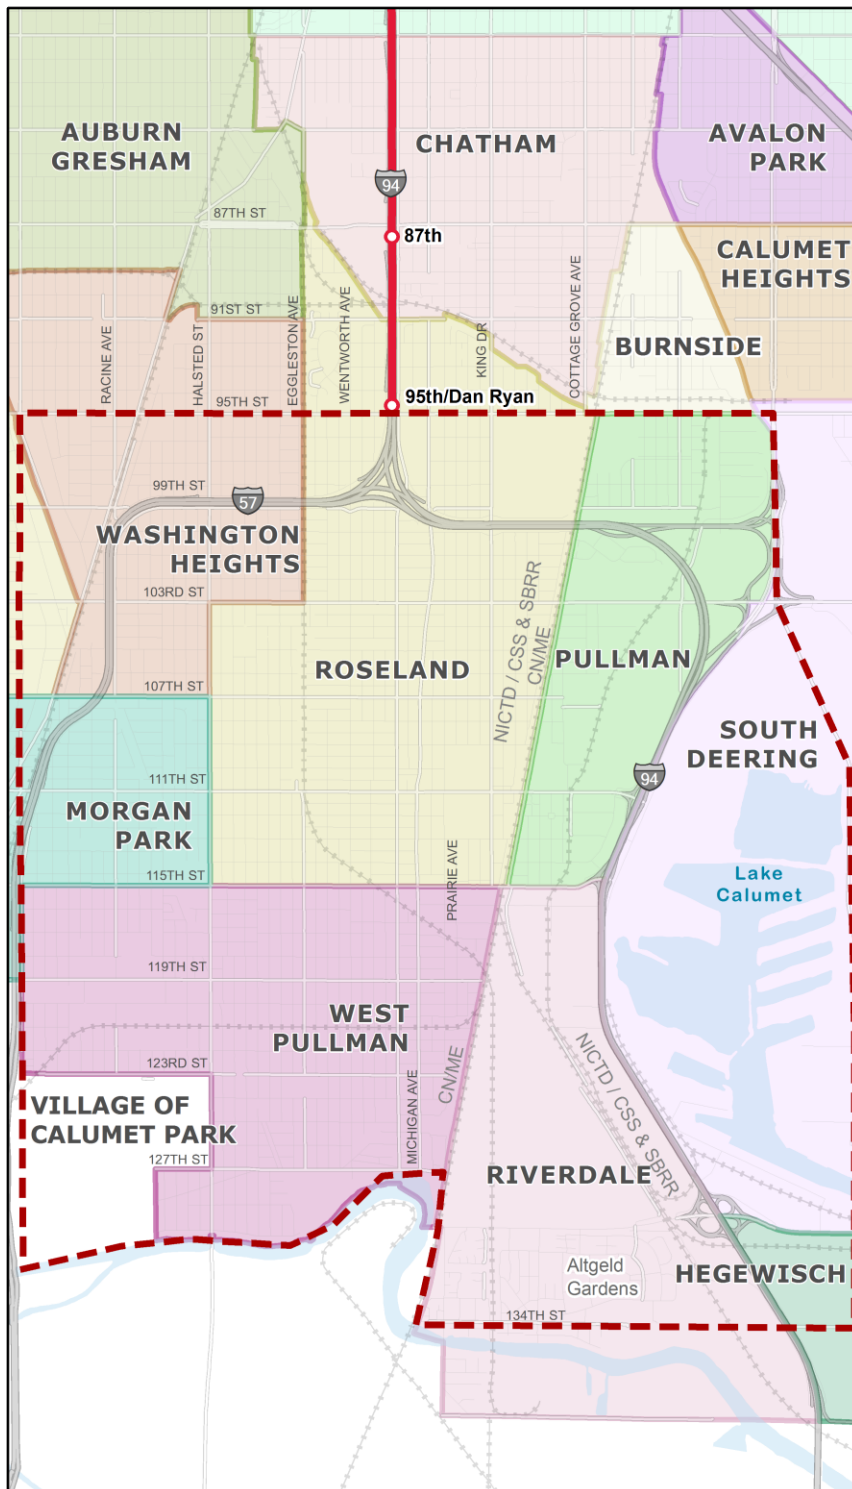 AUBURN
GRESHAM
CHATHAM
AVALON
PARK
94
87TH ST
87th
CALUMET
HEIGHTS
91ST ST
RACINE AVE
HALSTED ST
EGGLESTON AVE
WENTWORTH AVE
KING DR
COTTAGE GROVE AVE
BURNSIDE
95TH ST
95th/Dan Ryan
99TH ST
57
WASHINGTON
HEIGHTS
103RD ST
NICTD / CSS & SBRR
CN/ME
ROSELAND
PULLMAN
107TH ST
SOUTH
DEERING
111TH ST
94
MORGAN
PARK
115TH ST
PRAIRIE AVE
Lake
Calumet
119TH ST
WEST
PULLMAN
123RD ST
CN/ME
NICTD / CSS & SBRR
MICHIGAN AVE
VILLAGE OF
CALUMET PARK
127TH ST
RIVERDALE
Altgeld
Gardens
HEGEWISCH
134TH ST